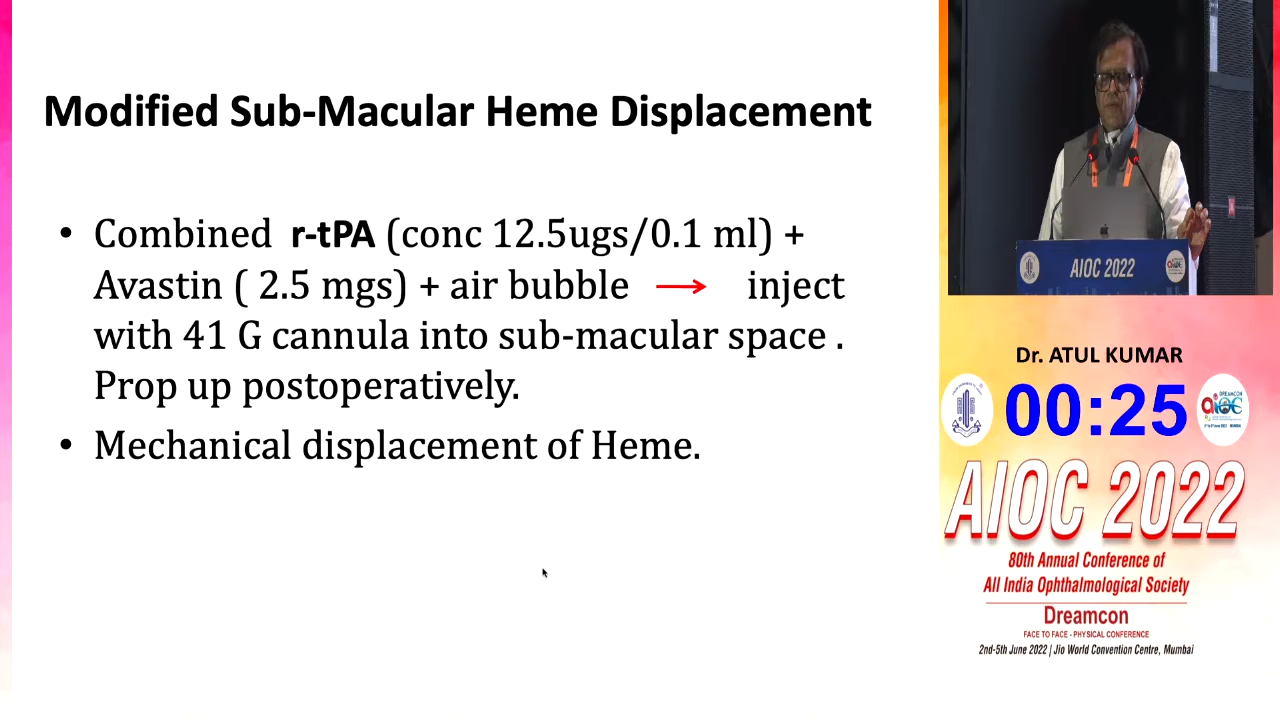 Modified Sub-Macular Heme Displacement
• Combined r-tPA (conc 12.5ugs/0.1 ml) +
Avastin ( 2.5 mgs) + air bubble → inject
with 41 G cannula into sub-macular space .
Prop up postoperatively.
• Mechanical displacement of Heme.
AIOC 2022
Dr. ATUL KUMAR
00:25
AIOC 2022
80th Annual Conference of
All India Ophthalmological Society
Dreamcon
FACE TO FACE - PHYSICAL CONFERENCE
2nd-5th June 2022 | Jio World Convention Centre, Mumbai